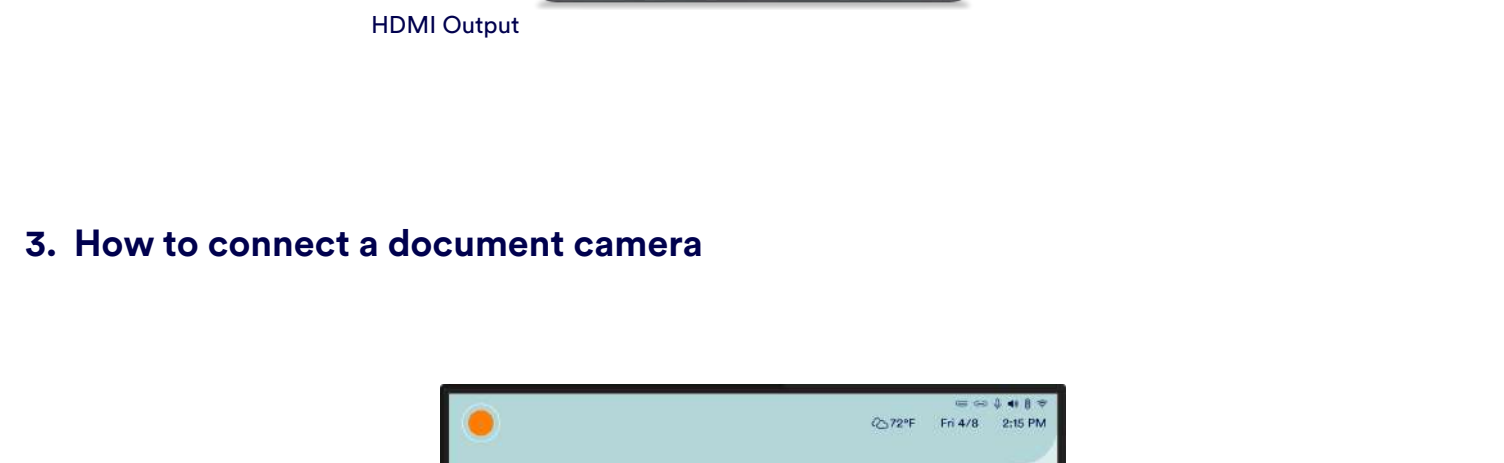 HDMI Output
3. How to connect a document camera
72°F Fri 4/8 2:15 PM